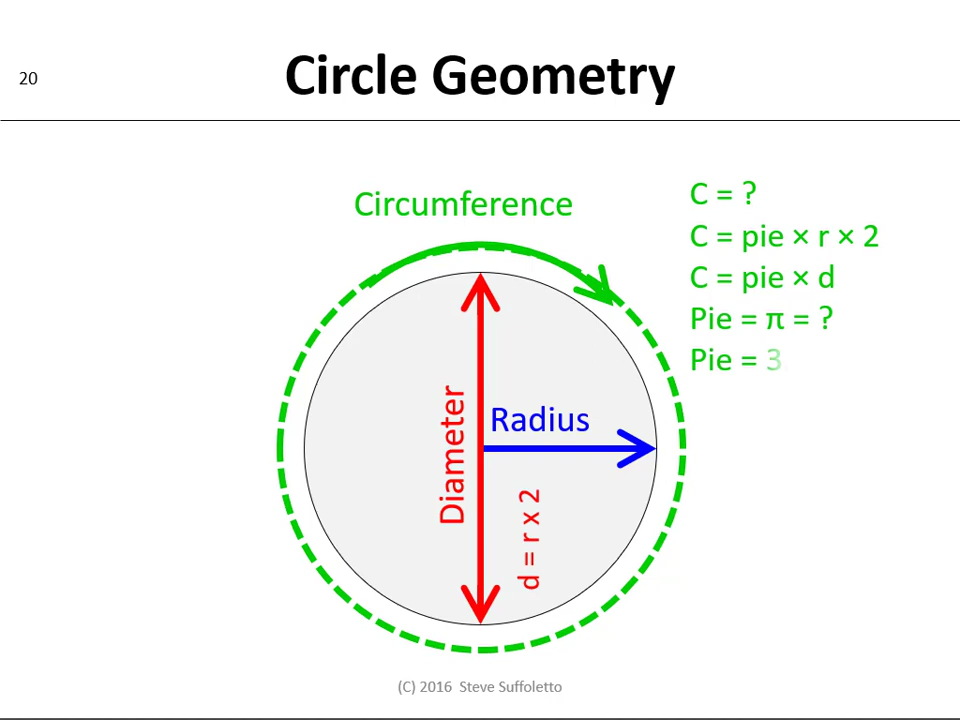 20
Circle Geometry
Circumference
C = ?
C = pie × r × 2
C = pie × d
Pie = π = ?
Pie = 3
Diameter
Radius
d = r x 2
(C) 2016 Steve Suffoletto